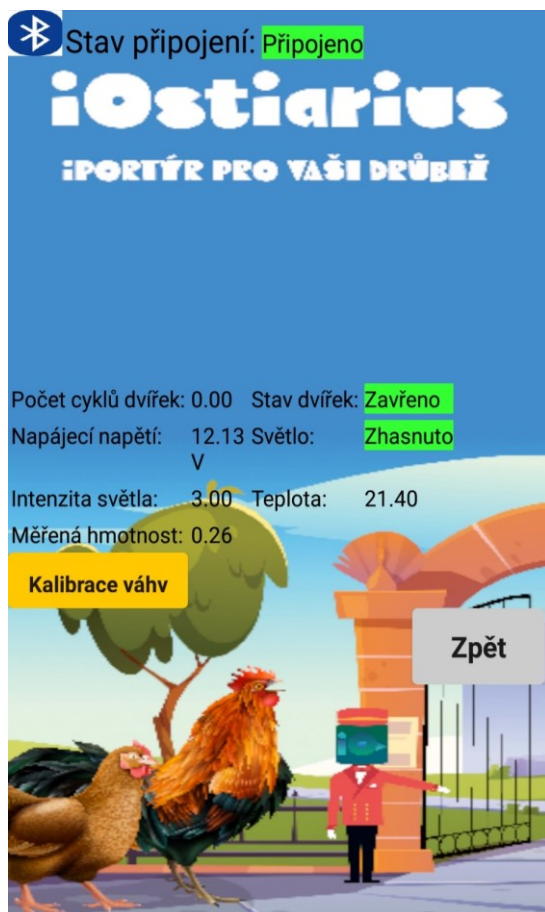 Stav připojení: Připojeno
iOstiarius
iPORTÝR PRO VAŠI DRŮBEŽ
Počet cyklů dvířek: 0.00 Stav dvířek: Zavřeno
Napájecí napětí: 12.13 V Světlo: Zhasnuto
Intenzita světla: 3.00 Teplota: 21.40
Měřená hmotnost: 0.26
Kalibrace váhy
Zpět